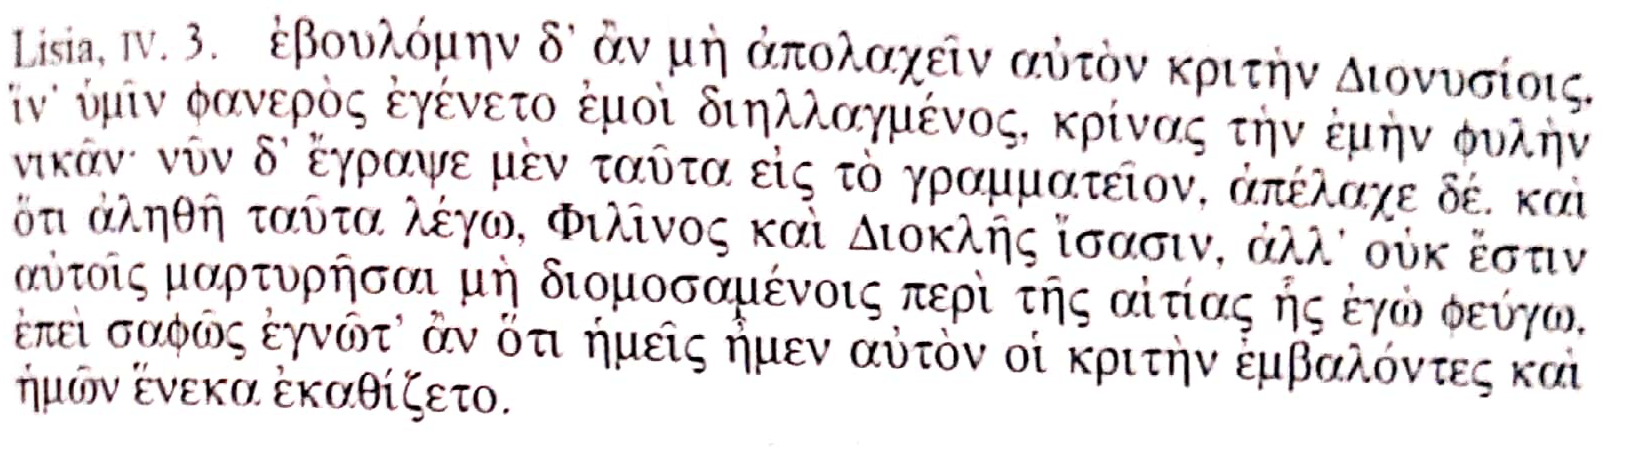 Lisia, IV. 3. ἐβουλόμην δ' ἂν μὴ ἀπολαχεῖν αὐτὸν κριτὴν Διονυσίοις,
ἵν' ὑμῖν φανερὸς ἐγένετο ἐμοὶ διηλλαγμένος, κρίνας τὴν ἐμὴν φυλὴν
νικᾶν· νῦν δ' ἔγραψε μὲν ταῦτα εἰς τὸ γραμματεῖον, ἀπέλαχε δέ. καὶ
ὅτι ἀληθῆ ταῦτα λέγω, Φιλῖνος καὶ Διοκλῆς ἴσασιν, ἀλλ' οὐκ ἔστιν
αὐτοῖς μαρτυρῆσαι μὴ διομοσαμένοις περὶ τῆς αἰτίας ἧς ἐγὼ φεύγω,
ἐπεὶ σαφῶς ἐγνῶτ' ἂν ὅτι ἡμεῖς ἦμεν αὐτὸν οἱ κριτὴν ἐμβαλόντες καὶ
ἡμῶν ἕνεκα ἐκαθίζετο.